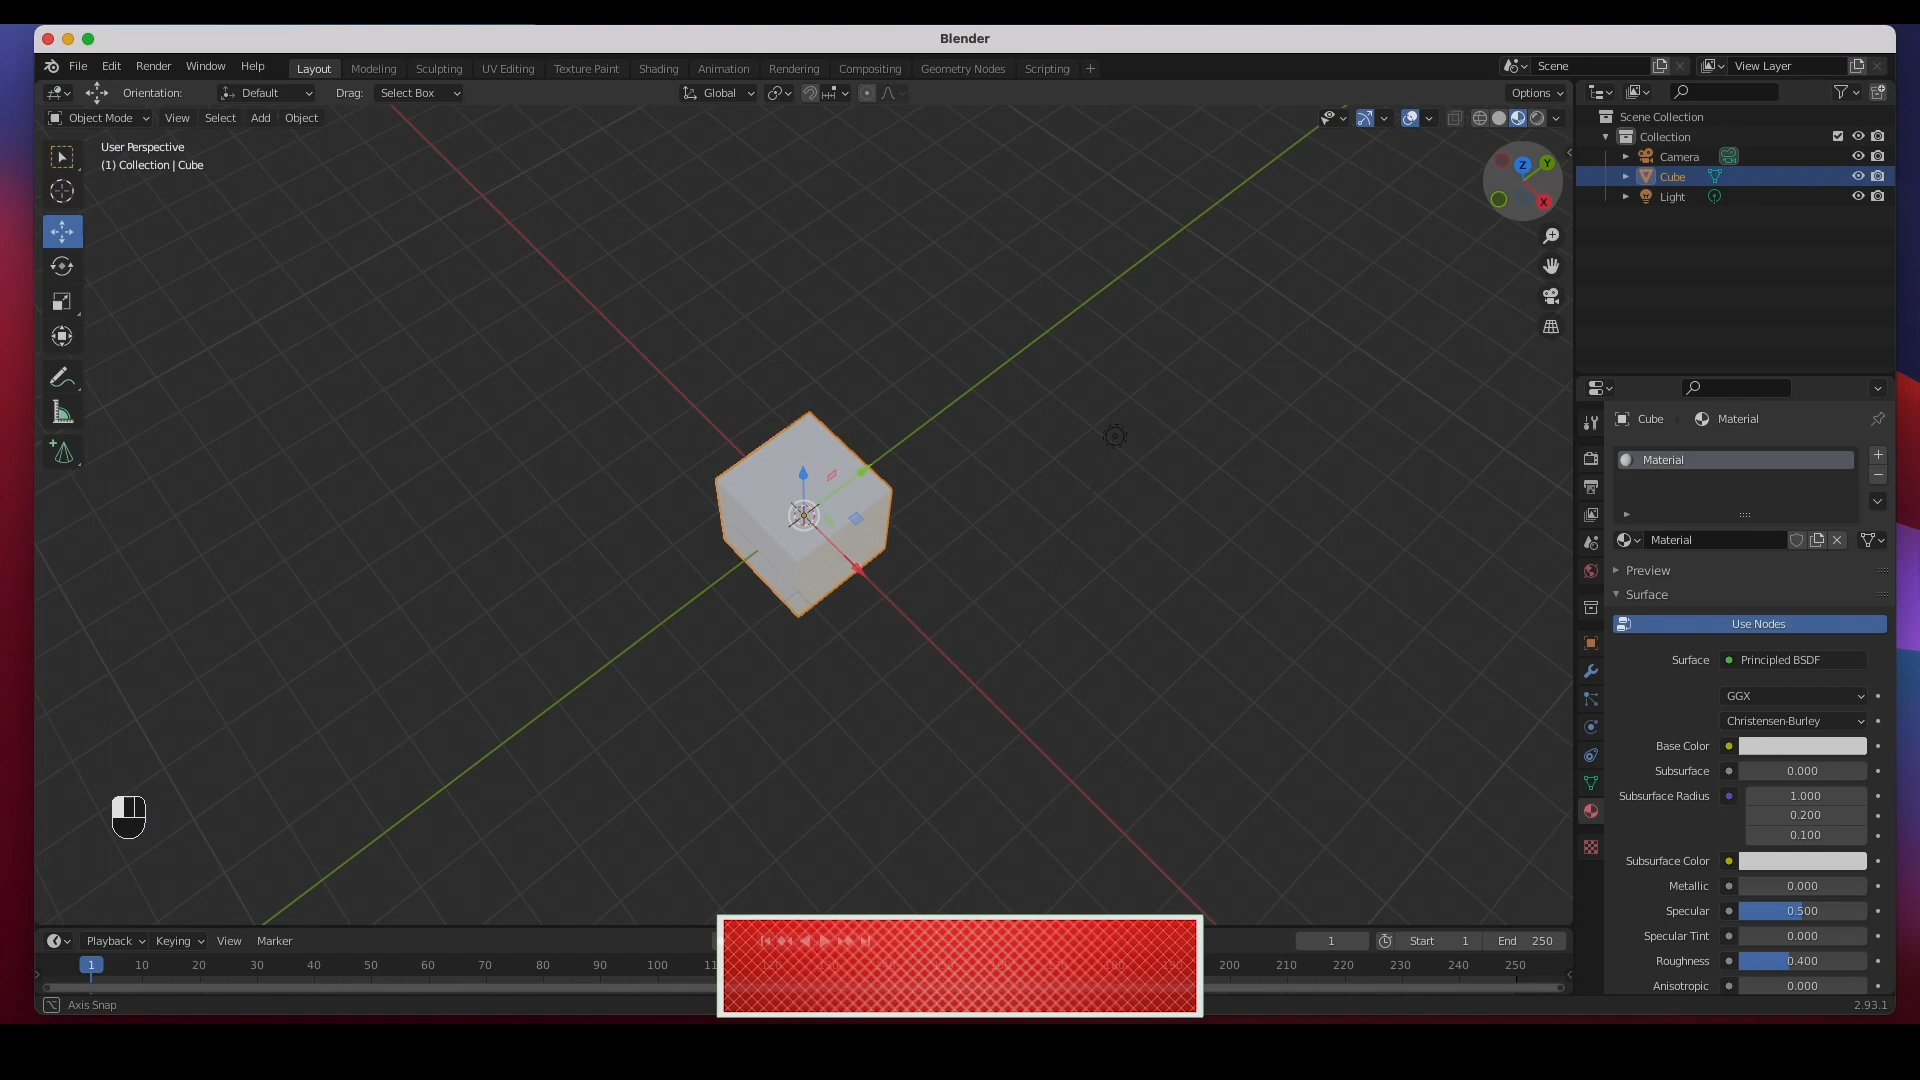 Blender
File Edit Render Window Help Layout Modeling Sculpting UV Editing Texture Paint Shading Animation Rendering Compositing Geometry Nodes Scripting + Scene View Layer
Orientation: Default Drag: Select Box Global Options
Object Mode View Select Add Object
User Perspective
(1) Collection | Cube
Z Y X
Scene Collection
Collection
Camera
Cube
Light
Cube Material
Material
Material
Preview
Surface
Use Nodes
Surface Principled BSDF
GGX
Christensen-Burley
Base Color
Subsurface 0.000
Subsurface Radius 1.000
0.200
0.100
Subsurface Color
Metallic 0.000
Specular 0.500
Specular Tint 0.000
Roughness 0.400
Anisotropic 0.000
Playback Keying View Marker 1 Start 1 End 250
1 10 20 30 40 50 60 70 80 90 100 200 210 220 230 240 250
Axis Snap 2.93.1